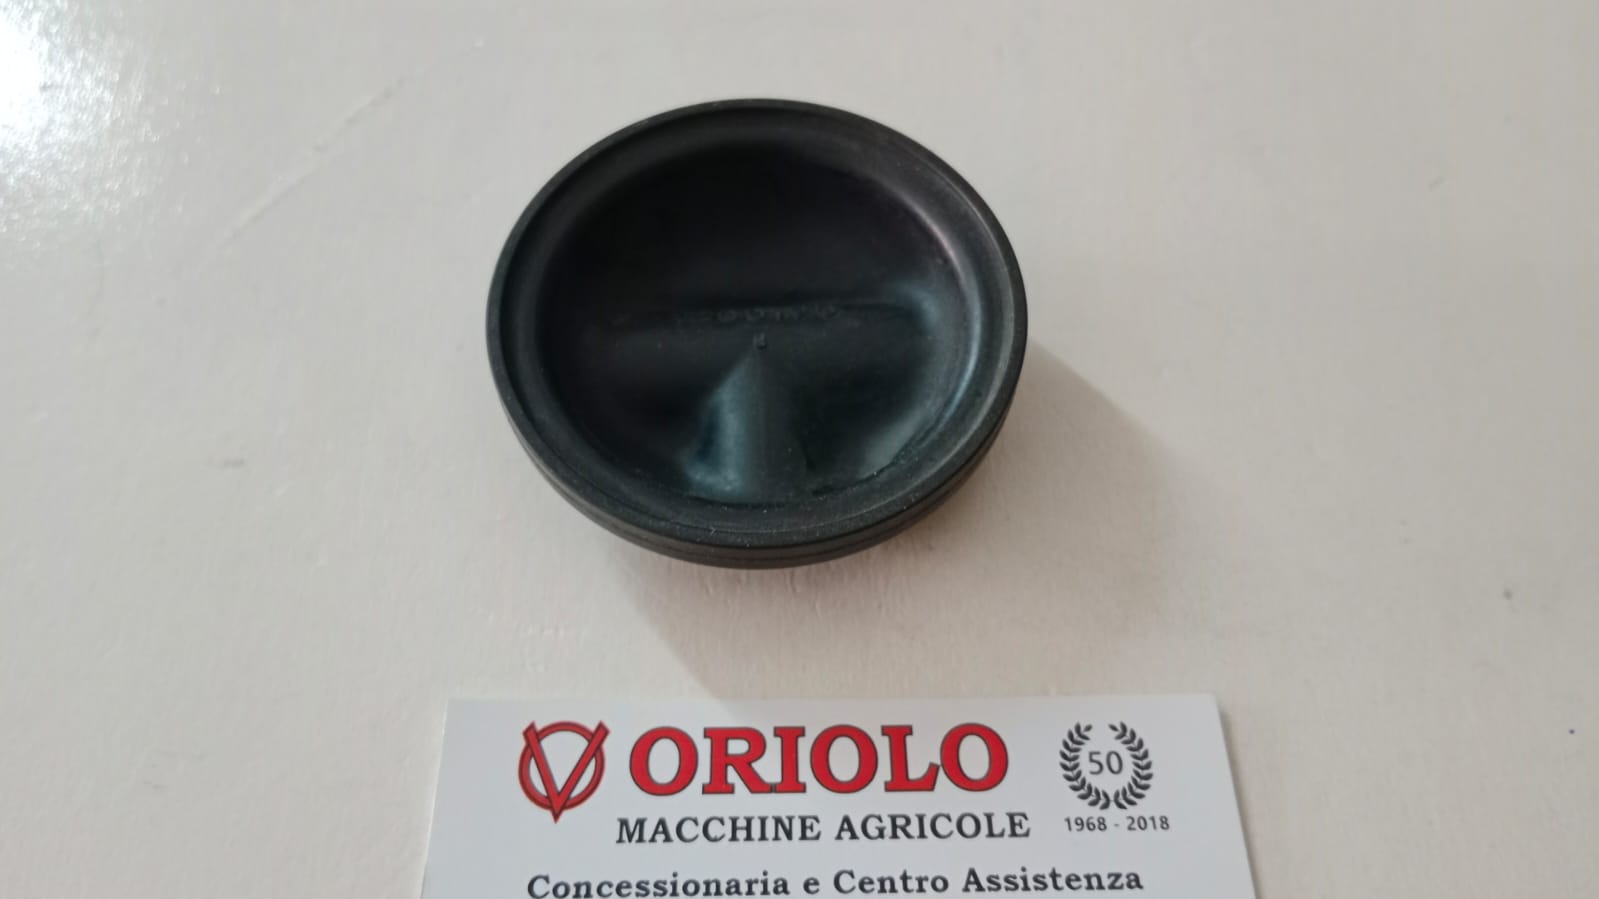 ORIOLO
MACCHINE AGRICOLE
50
1968 - 2018
Concessionaria e Centro Assistenza